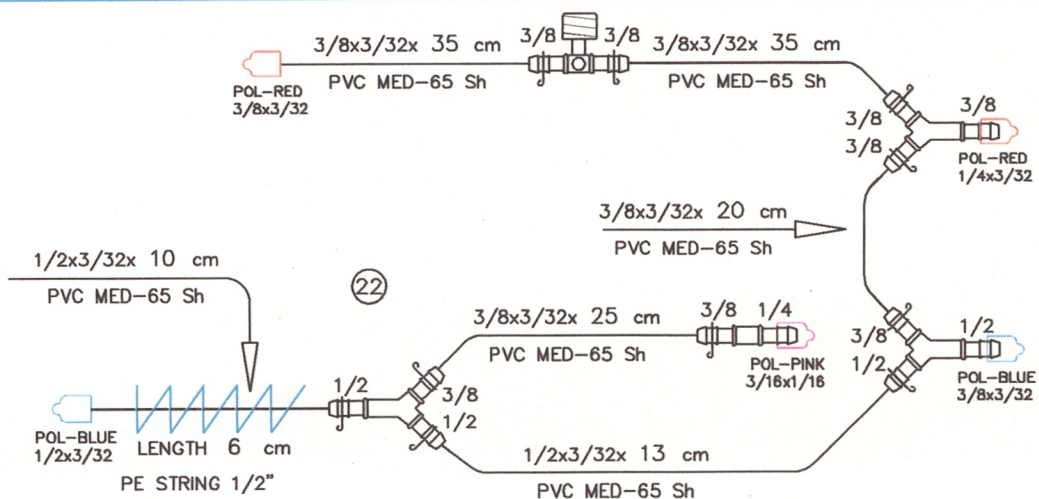 3/8x3/32x 35 cm
PVC MED-65 Sh
3/8
3/8
3/8x3/32x 35 cm
PVC MED-65 Sh
POL-RED
3/8x3/32
3/8
3/8
3/8
POL-RED
1/4x3/32
3/8x3/32x 20 cm
PVC MED-65 Sh
1/2x3/32x 10 cm
PVC MED-65 Sh
22
3/8x3/32x 25 cm
PVC MED-65 Sh
3/8
1/4
POL-PINK
3/16x1/16
3/8
1/2
1/2
POL-BLUE
3/8x3/32
1/2
3/8
1/2
POL-BLUE
1/2x3/32
LENGTH 6 cm
PE STRING 1/2"
1/2x3/32x 13 cm
PVC MED-65 Sh